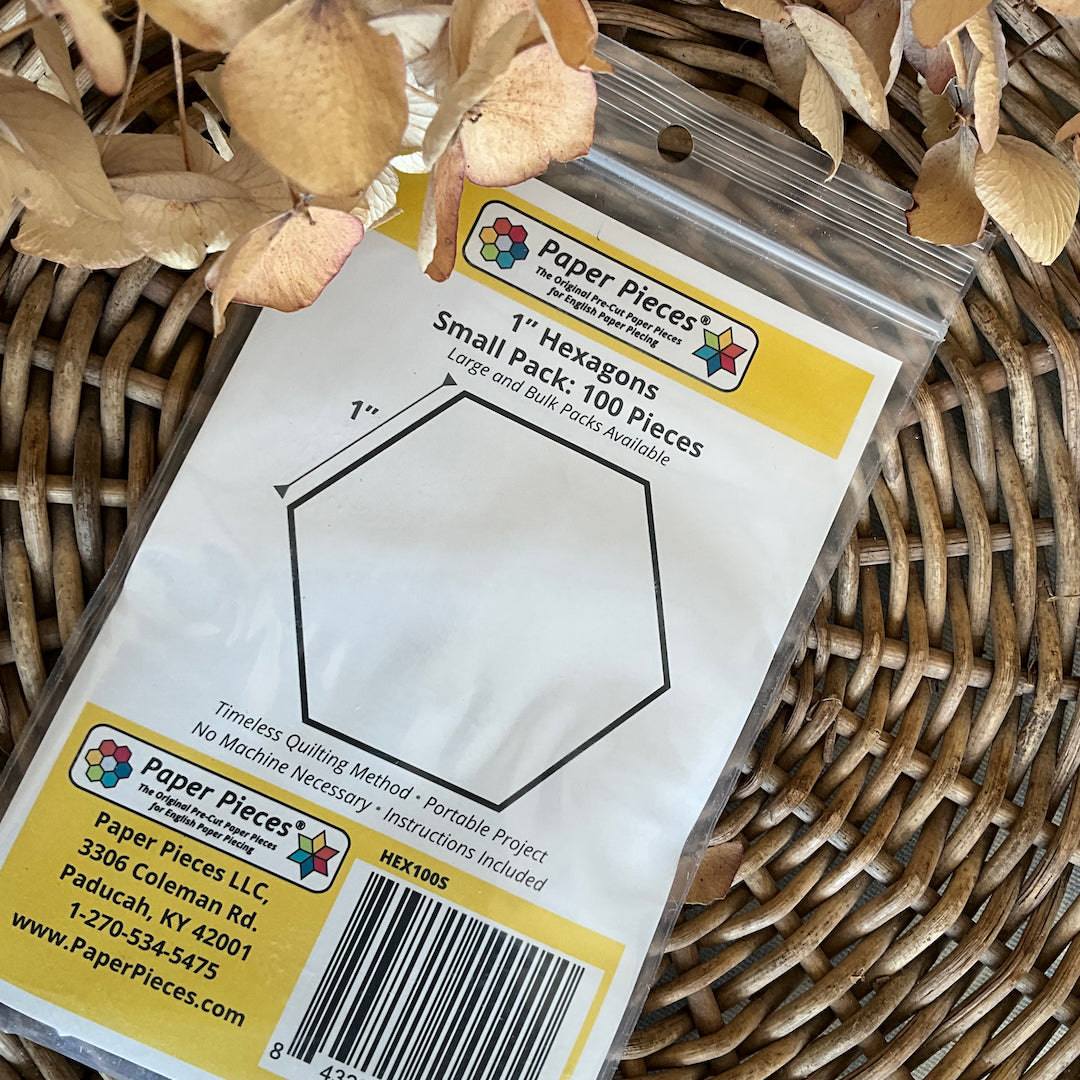 Paper Pieces®
The Original Pre-Cut Paper Pieces
for English Paper Piecing
1” Hexagons
Small Pack: 100 Pieces
Large and Bulk Packs Available
1”
Timeless Quilting Method • Portable Project
No Machine Necessary • Instructions Included
Paper Pieces®
The Original Pre-Cut Paper Pieces
for English Paper Piecing
Paper Pieces LLC,
3306 Coleman Rd.
Paducah, KY 42001
1-270-534-5475
www.PaperPieces.com
HEX100S
8